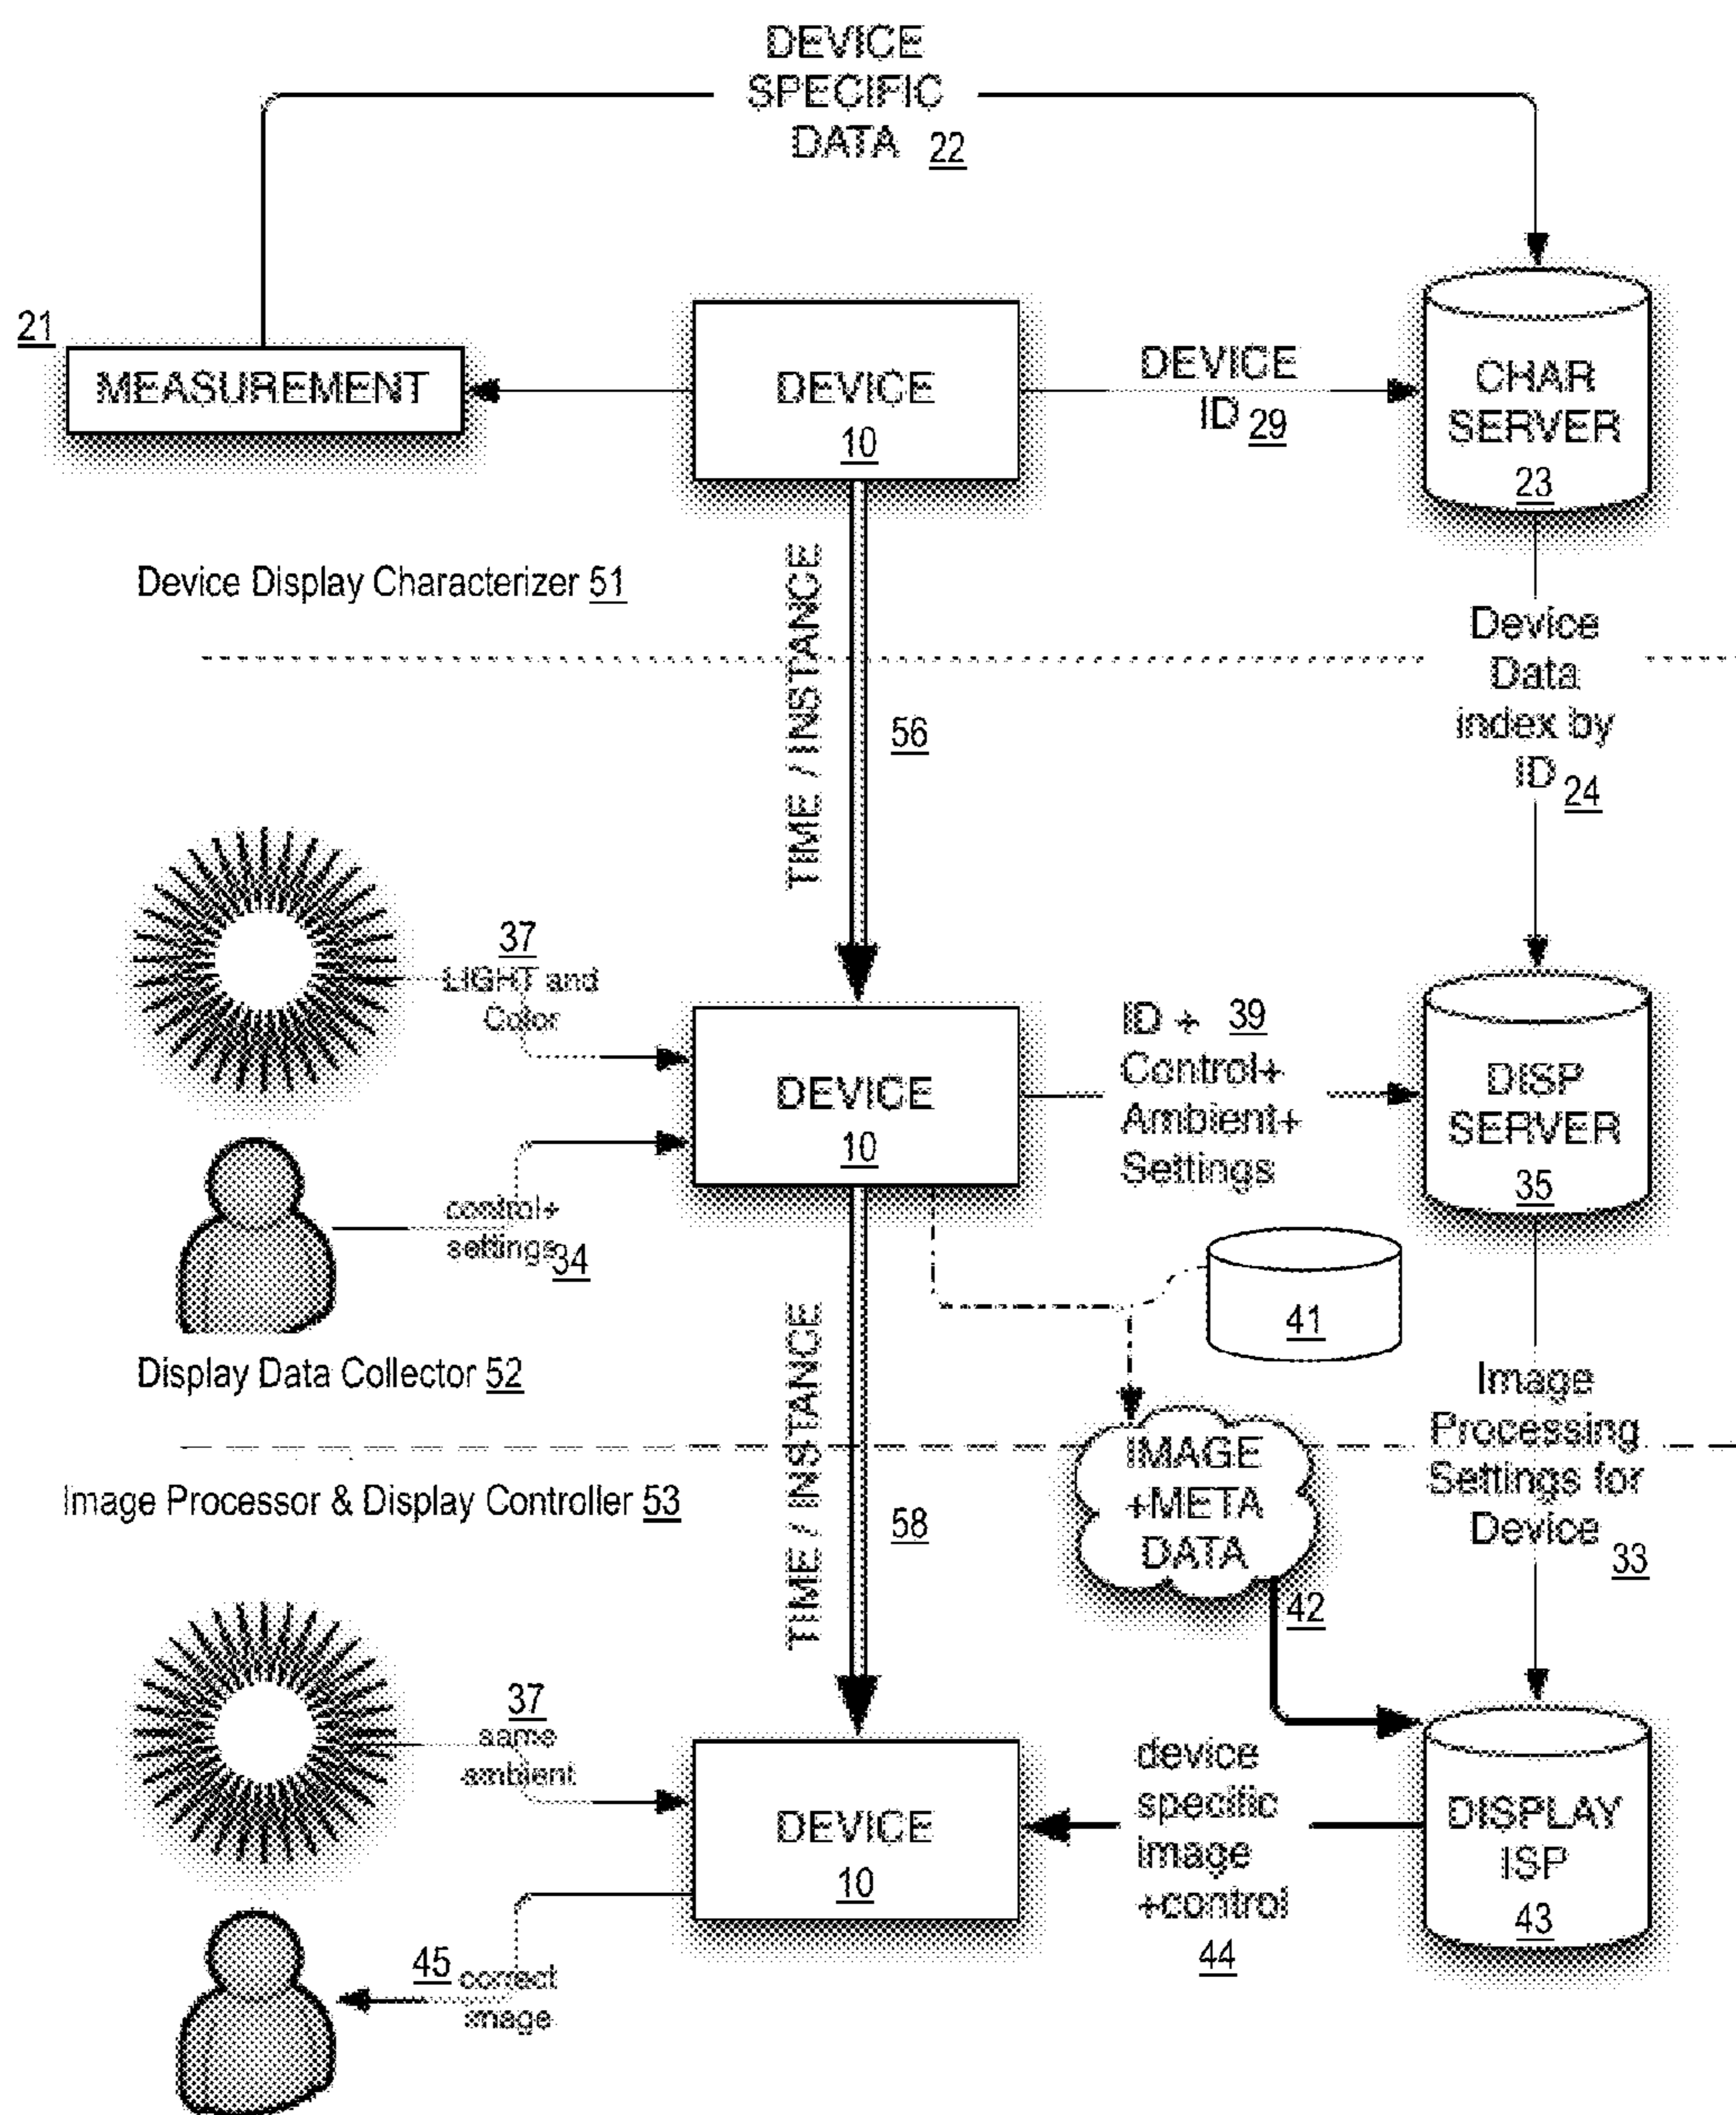 DEVICE
SPECIFIC
DATA 22
21
MEASUREMENT
DEVICE
10
DEVICE
ID 29
CHAR
SERVER
23
Device Display Characterizer 51
TIME / INSTANCE
56
Device
Data
index by
ID 24
37
LIGHT and
Color
DEVICE
10
ID + 39
Control+
Ambient+
Settings
DISP
SERVER
35
control+
settings 34
41
Display Data Collector 52
TIME / INSTANCE
58
IMAGE
+META
DATA
42
Image
Processing
Settings for
Device 33
Image Processor & Display Controller 53
37
same
ambient
DEVICE
10
device
specific
image
+control
44
DISPLAY
ISP
43
45 correct
image